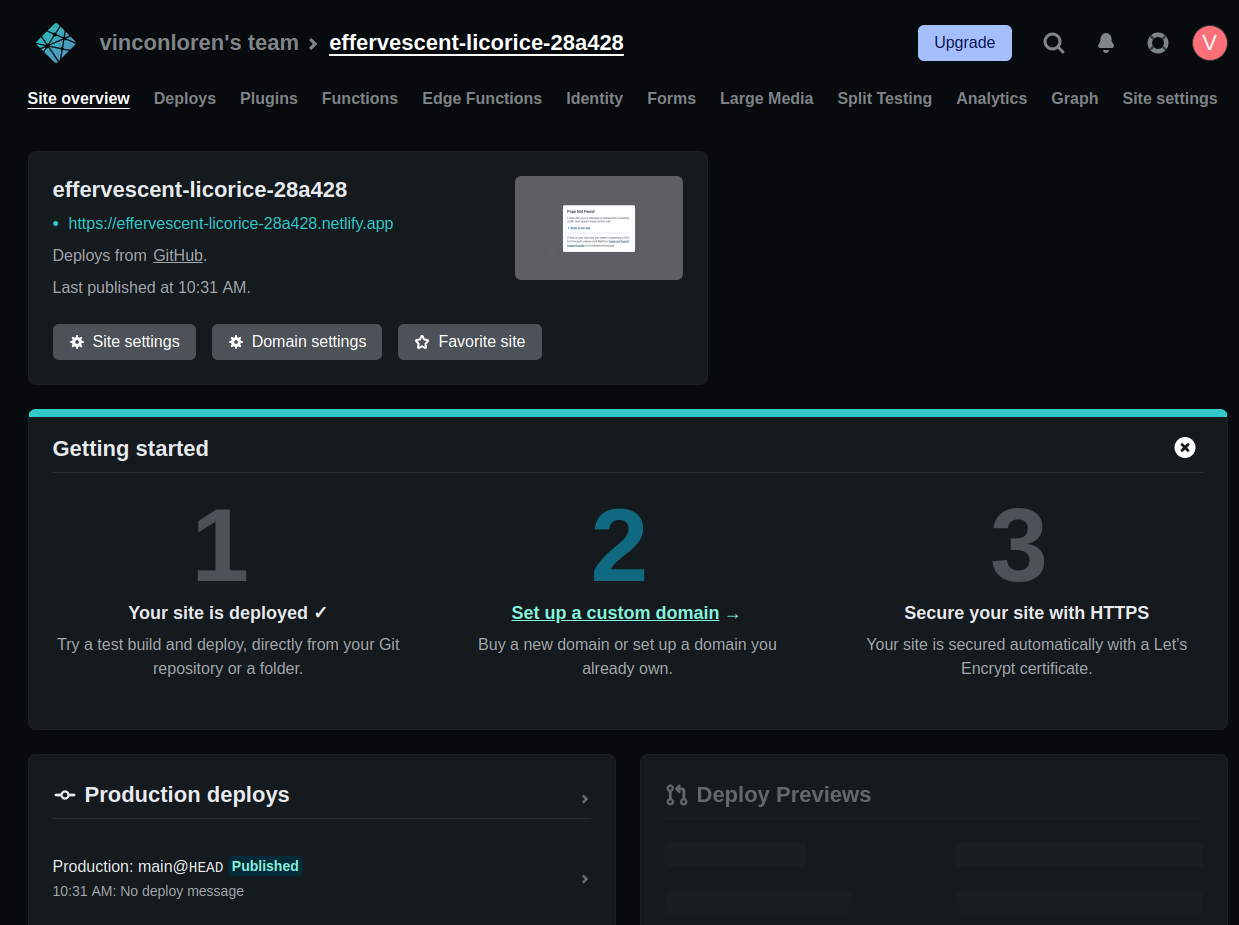 vinconloren's team › effervescent-licorice-28a428
Upgrade
V
Site overview Deploys Plugins Functions Edge Functions Identity Forms Large Media Split Testing Analytics Graph Site settings
effervescent-licorice-28a428
• https://effervescent-licorice-28a428.netlify.app
Deploys from GitHub.
Last published at 10:31 AM.
Page Not Found
Site settings
Domain settings
Favorite site
Getting started
1
2
3
Your site is deployed ✓
Try a test build and deploy, directly from your Git
repository or a folder.
Set up a custom domain →
Buy a new domain or set up a domain you
already own.
Secure your site with HTTPS
Your site is secured automatically with a Let’s
Encrypt certificate.
Production deploys
Production: main@HEAD Published
10:31 AM: No deploy message
Deploy Previews